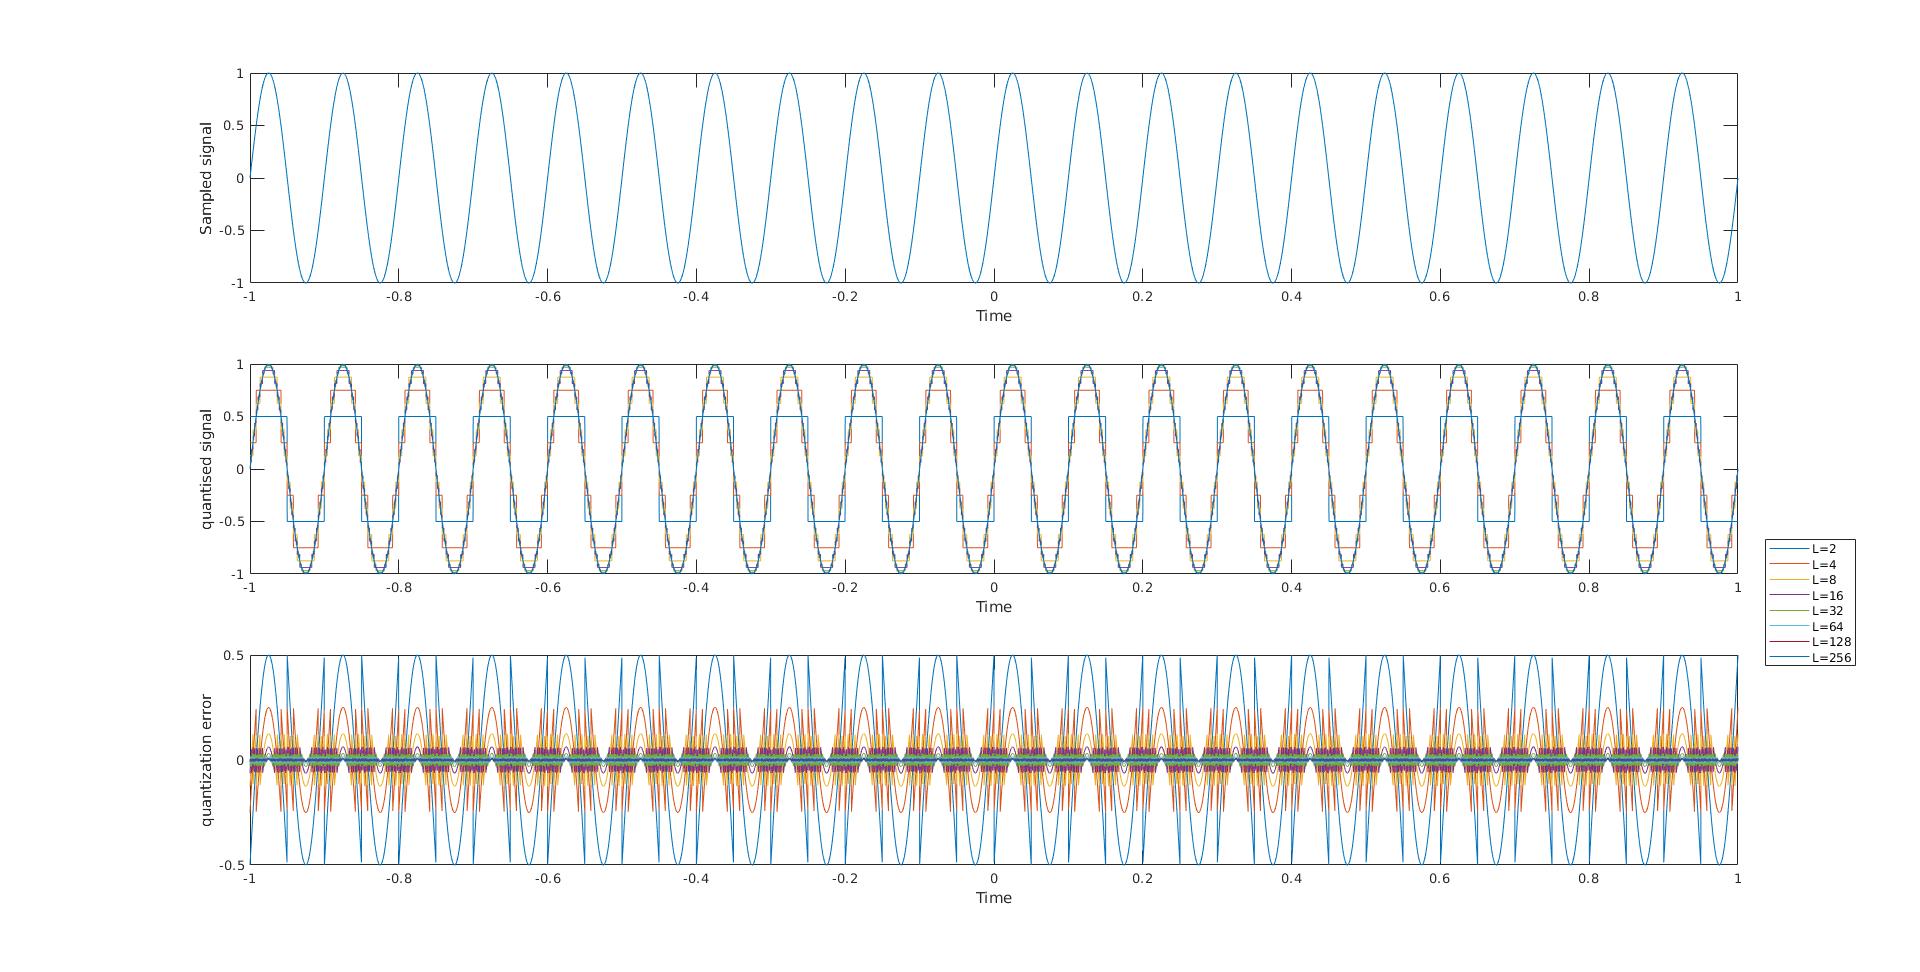 1
0.5
0
-0.5
-1
Sampled signal
-1 -0.8 -0.6 -0.4 -0.2 0 0.2 0.4 0.6 0.8 1
Time
1
0.5
0
-0.5
-1
quantised signal
-1 -0.8 -0.6 -0.4 -0.2 0 0.2 0.4 0.6 0.8 1
Time
L=2
L=4
L=8
L=16
L=32
L=64
L=128
L=256
0.5
0
-0.5
quantization error
-1 -0.8 -0.6 -0.4 -0.2 0 0.2 0.4 0.6 0.8 1
Time